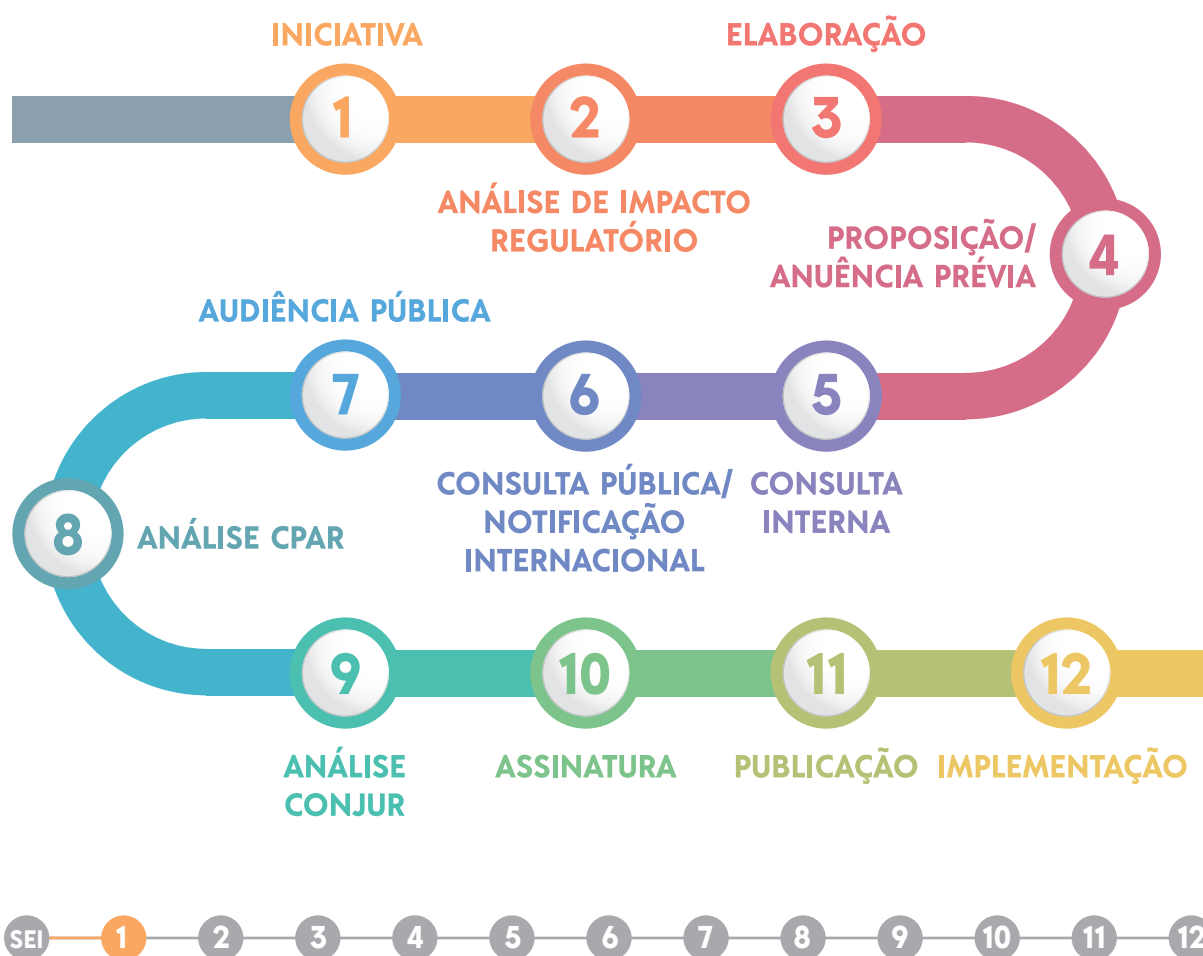 INICIATIVA
1
2
ANÁLISE DE IMPACTO
REGULATÓRIO
ELABORAÇÃO
3
PROPOSIÇÃO/
ANUÊNCIA PRÉVIA
4
5
CONSULTA
INTERNA
6
CONSULTA PÚBLICA/
NOTIFICAÇÃO
INTERNACIONAL
AUDIÊNCIA PÚBLICA
7
8
ANÁLISE CPAR
9
ANÁLISE
CONJUR
10
ASSINATURA
11
PUBLICAÇÃO
12
IMPLEMENTAÇÃO
SEI 1 2 3 4 5 6 7 8 9 10 11 12